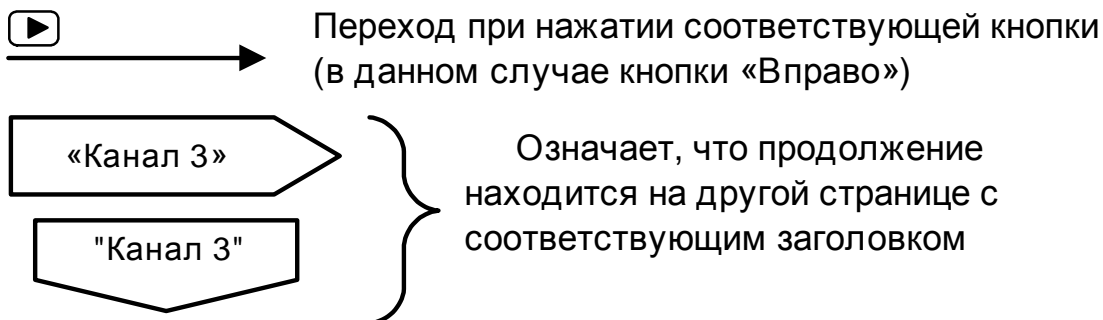 Переход при нажатии соответствующей кнопки
(в данном случае кнопки «Вправо»)
«Канал 3»
"Канал 3"
Означает, что продолжение
находится на другой странице с
соответствующим заголовком